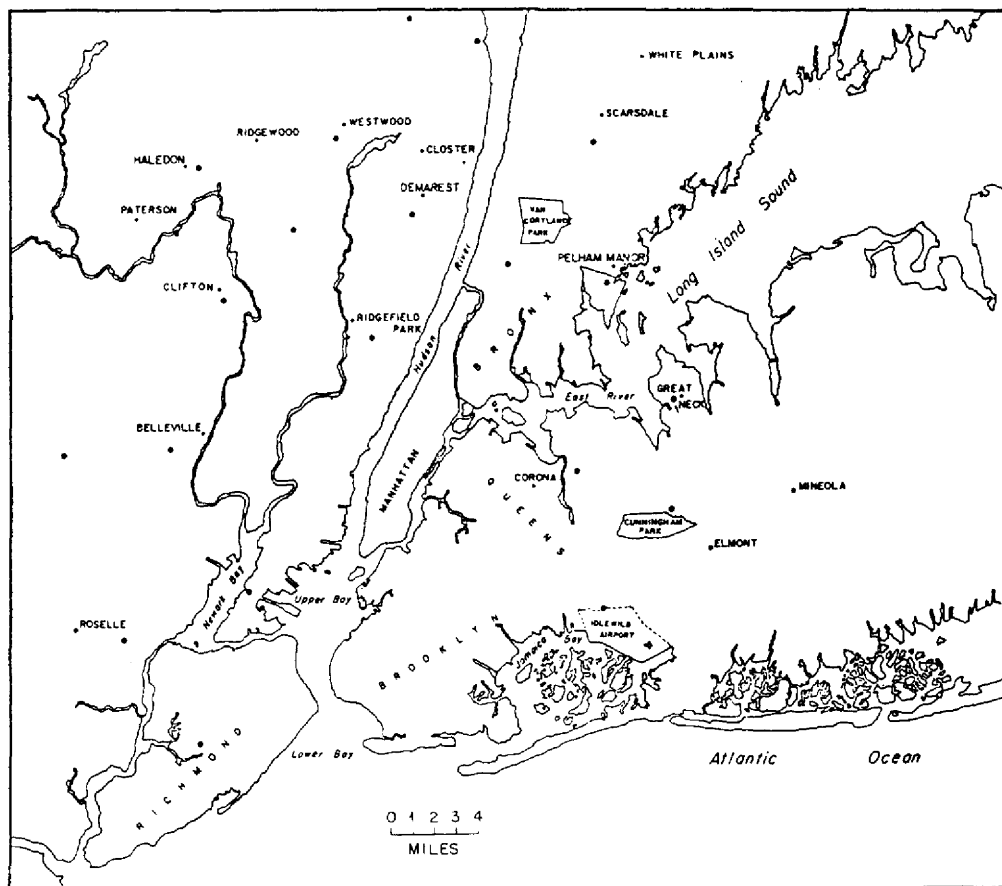 WHITE PLAINS
SCARSDALE
WESTWOOD
RIDGEWOOD
CLOSTER
HALEDON
DEMAREST
PATERSON
VAN
CORTLANDT
PARK
Long Island Sound
River
PELHAM MANOR
CLIFTON
RIDGEFIELD
PARK
Hudson
BRONX
GREAT
NECK
East River
BELLEVILLE
MANHATTAN
CORONA
QUEENS
MINEOLA
CUNNINGHAM
PARK
ELMONT
Newark Bay
Upper Bay
ROSELLE
BROOKLYN
IDLEWILD
AIRPORT
Jamaica Bay
RICHMOND
Lower Bay
Atlantic Ocean
0 1 2 3 4
MILES